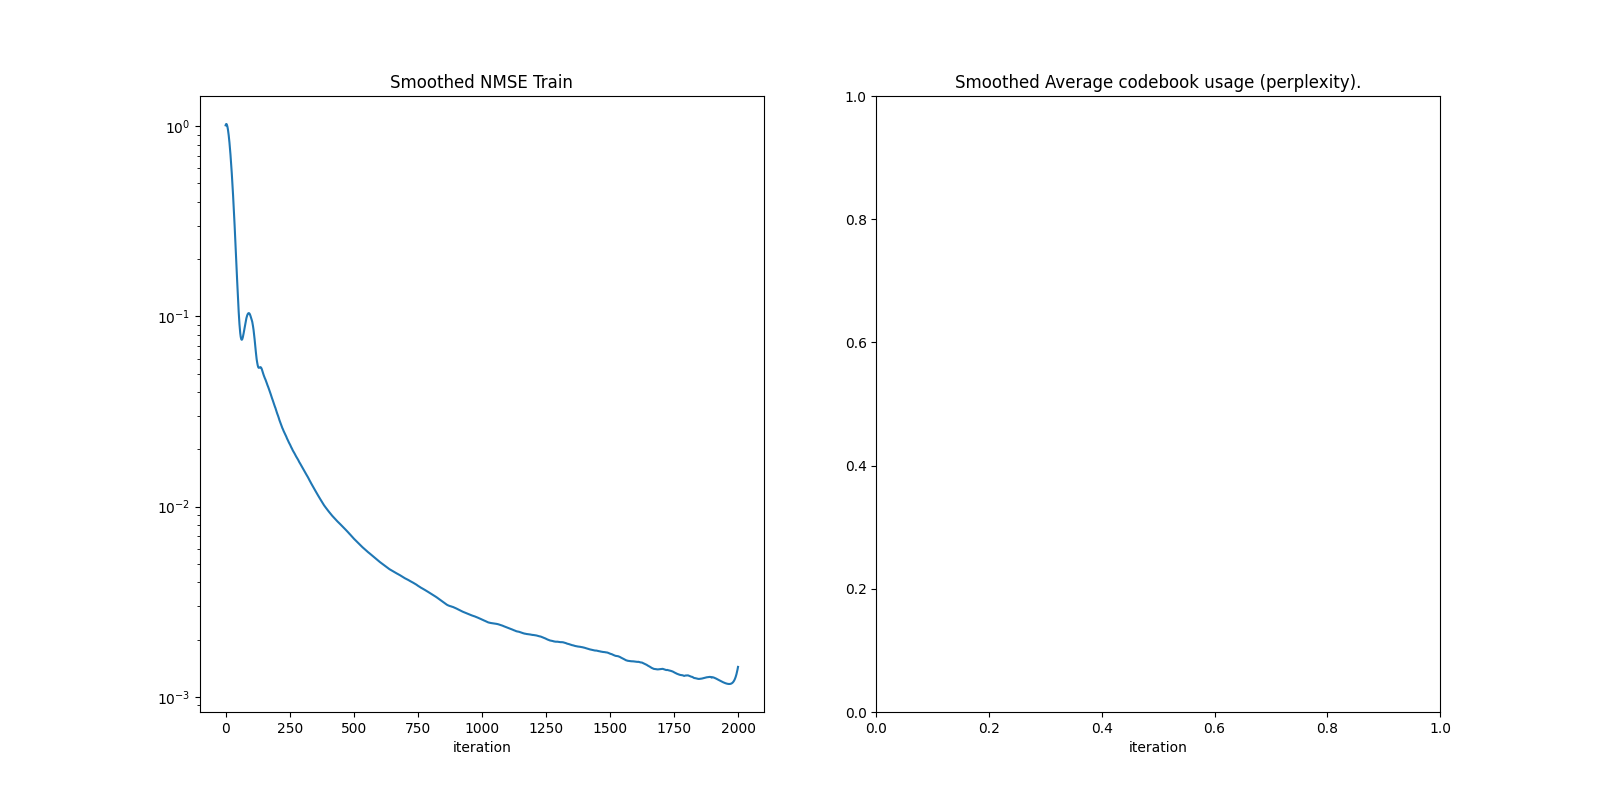 Smoothed NMSE Train
10⁰
10⁻¹
10⁻²
10⁻³
0 250 500 750 1000 1250 1500 1750 2000
iteration
Smoothed Average codebook usage (perplexity).
1.0
0.8
0.6
0.4
0.2
0.0
0.0 0.2 0.4 0.6 0.8 1.0
iteration